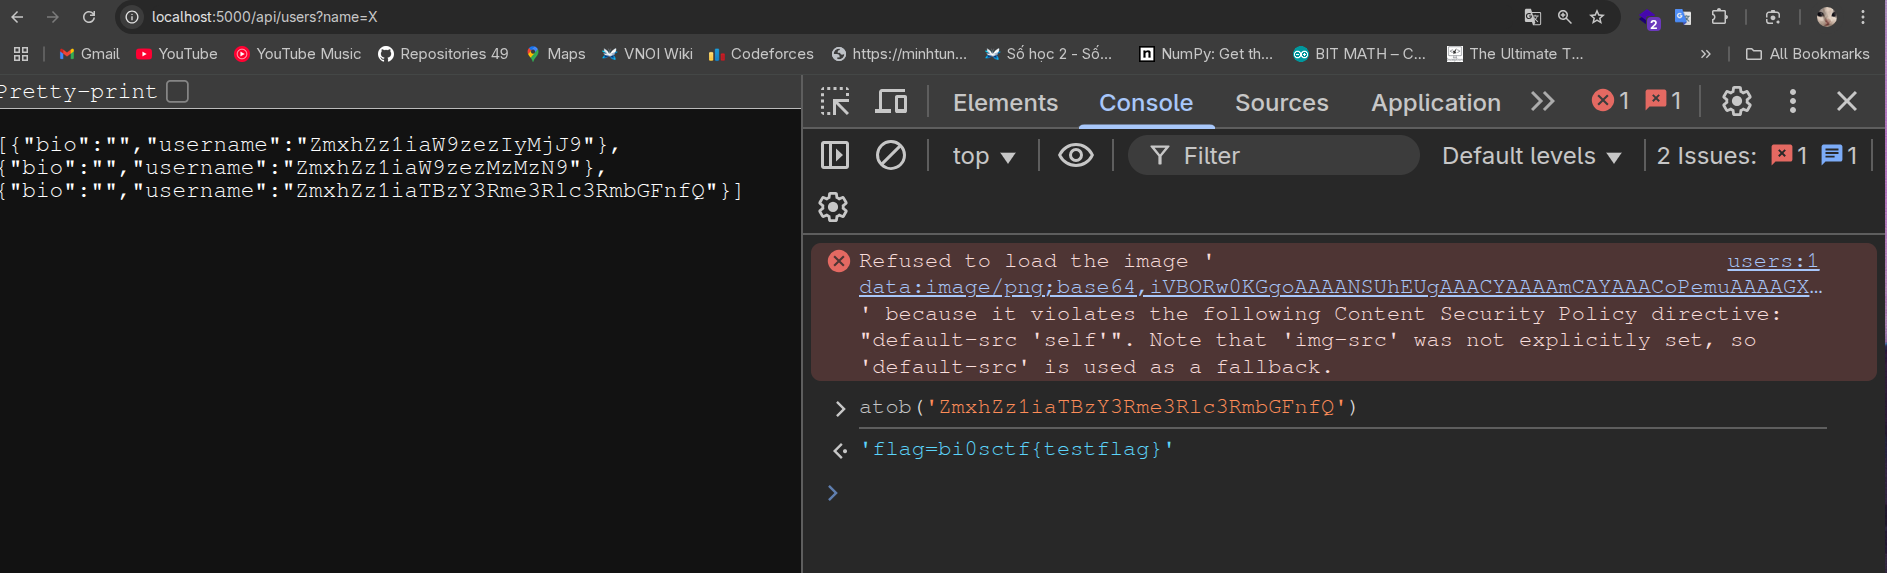 localhost:5000/api/users?name=X
2
Gmail YouTube YouTube Music Repositories 49 Maps VNOI Wiki Codeforces https://minhtun... Số học 2 - Số... NumPy: Get th... BIT MATH – C... The Ultimate T... » All Bookmarks
Pretty-print
[{"bio":"","username":"ZmxhZz1iaW9zezIyMjJ9"},
{"bio":"","username":"ZmxhZz1iaW9zezMzMzN9"},
{"bio":"","username":"ZmxhZz1iaTBzY3Rme3Rlc3RmbGFnfQ"}]
Elements Console Sources Application 1 1
top Filter Default levels 2 Issues: 1 1
Refused to load the image ' users:1
data:image/png;base64,iVBORw0KGgoAAAANSUhEUgAAACYAAAAmCAYAAACoPemuAAAAGX…
' because it violates the following Content Security Policy directive:
"default-src 'self'". Note that 'img-src' was not explicitly set, so
'default-src' is used as a fallback.
atob('ZmxhZz1iaTBzY3Rme3Rlc3RmbGFnfQ')
'flag=bi0sctf{testflag}'